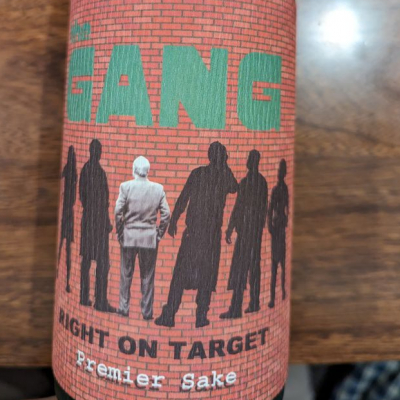 GANG
RIGHT ON TARGET
Premier Sake